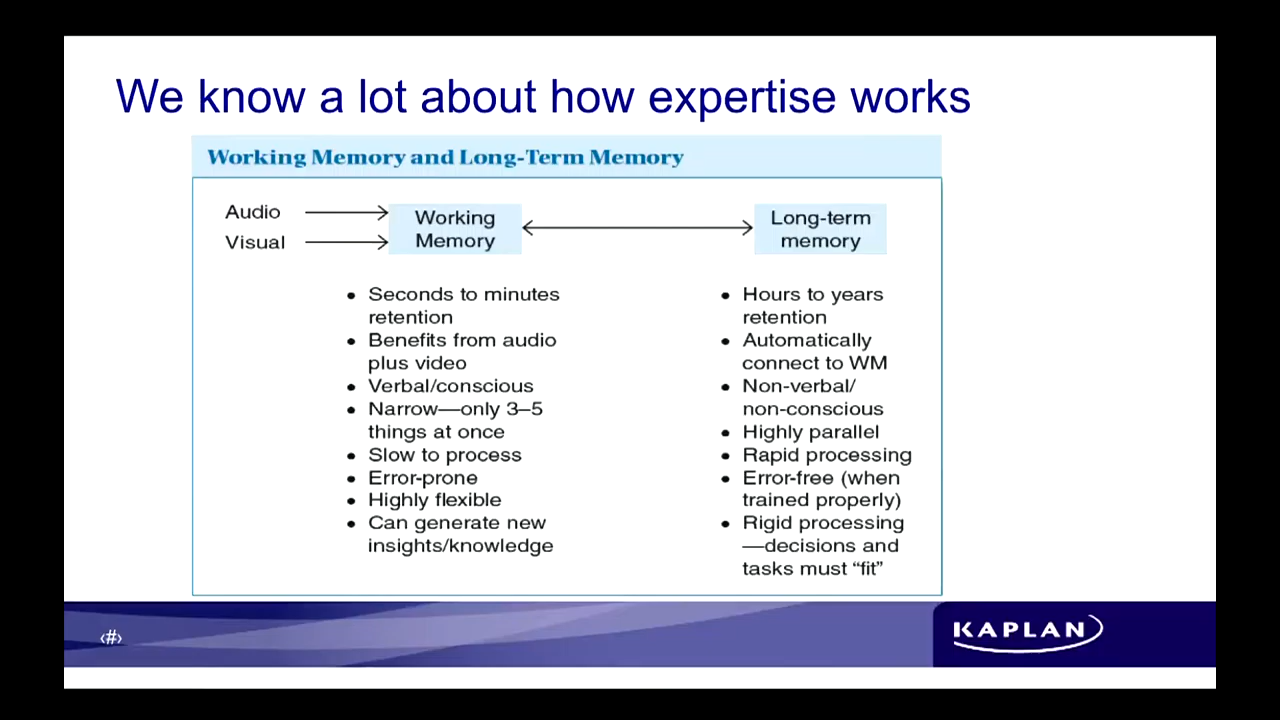 We know a lot about how expertise works
Working Memory and Long-Term Memory
Audio
Visual
Working
Memory
Long-term
memory
• Seconds to minutes
retention
• Benefits from audio
plus video
• Verbal/conscious
• Narrow—only 3–5
things at once
• Slow to process
• Error-prone
• Highly flexible
• Can generate new
insights/knowledge
• Hours to years
retention
• Automatically
connect to WM
• Non-verbal/
non-conscious
• Highly parallel
• Rapid processing
• Error-free (when
trained properly)
• Rigid processing
—decisions and
tasks must “fit”
‹#›
KAPLAN